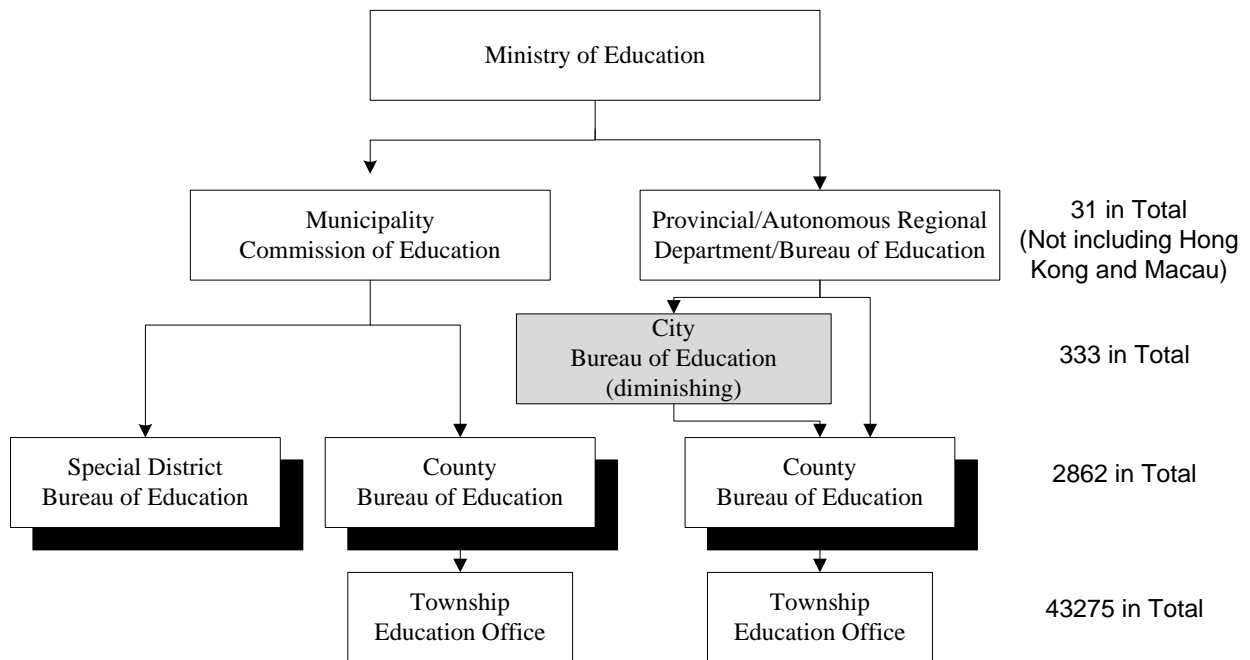 Ministry of Education
Municipality
Commission of Education
Provincial/Autonomous Regional
Department/Bureau of Education
31 in Total
(Not including Hong
Kong and Macau)
City
Bureau of Education
(diminishing)
333 in Total
Special District
Bureau of Education
County
Bureau of Education
County
Bureau of Education
2862 in Total
Township
Education Office
Township
Education Office
43275 in Total